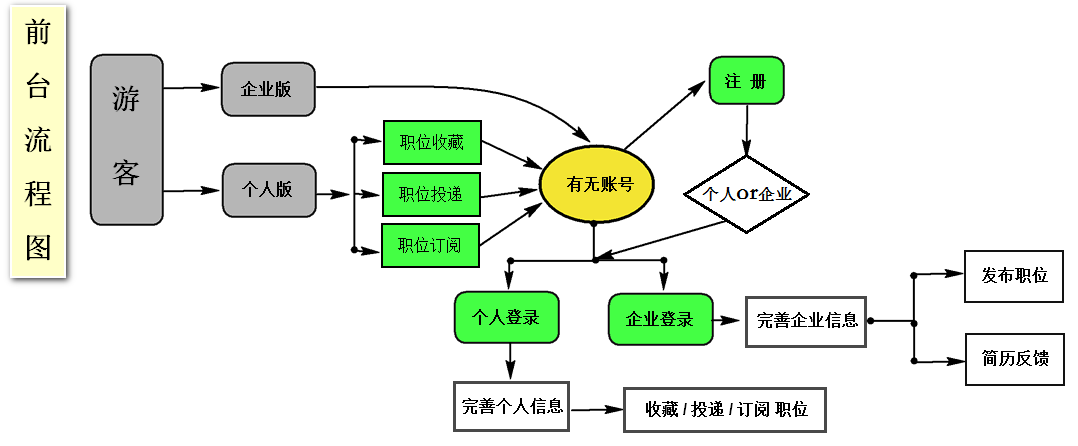 前台流程图
游客
企业版
个人版
职位收藏
职位投递
职位订阅
有无账号
注 册
个人or企业
个人登录
企业登录
完善企业信息
发布职位
简历反馈
完善个人信息
收藏 / 投递 / 订阅 职位